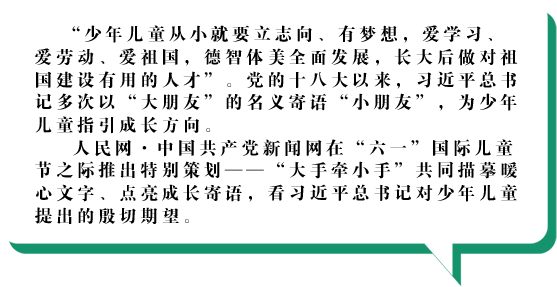 “少年儿童从小就要立志向、有梦想，爱学习、
爱劳动、爱祖国，德智体美全面发展，长大后做对祖
国建设有用的人才”。党的十八大以来，习近平总书
记多次以“大朋友”的名义寄语“小朋友”，为少年
儿童指引成长方向。
人民网·中国共产党新闻网在“六一”国际儿童
节之际推出特别策划——“大手牵小手”共同描摹暖
心文字、点亮成长寄语，看习近平总书记对少年儿童
提出的殷切期望。